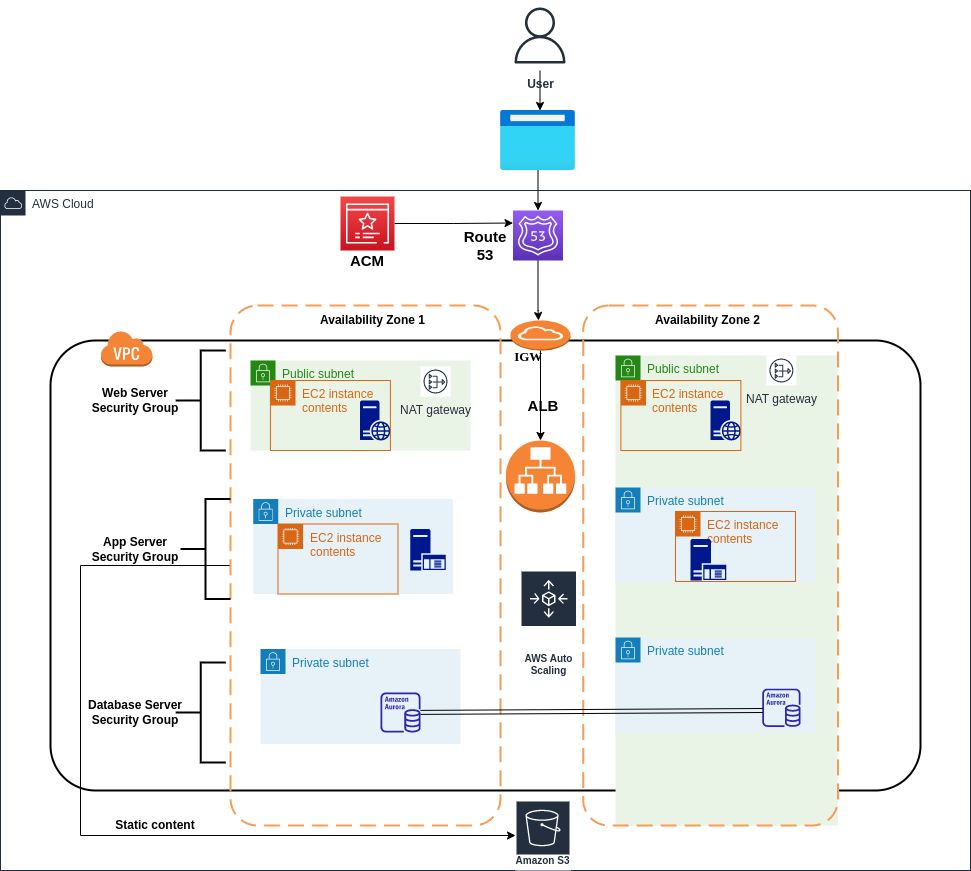 User
AWS Cloud
ACM
Route
53
53
Availability Zone 1
Availability Zone 2
VPC
IGW
Web Server
Security Group
Public subnet
EC2 instance
contents
NAT gateway
ALB
Public subnet
EC2 instance
contents
NAT gateway
App Server
Security Group
Private subnet
EC2 instance
contents
Private subnet
EC2 instance
contents
AWS Auto
Scaling
Database Server
Security Group
Private subnet
Amazon
Aurora
Private subnet
Amazon
Aurora
Static content
Amazon S3